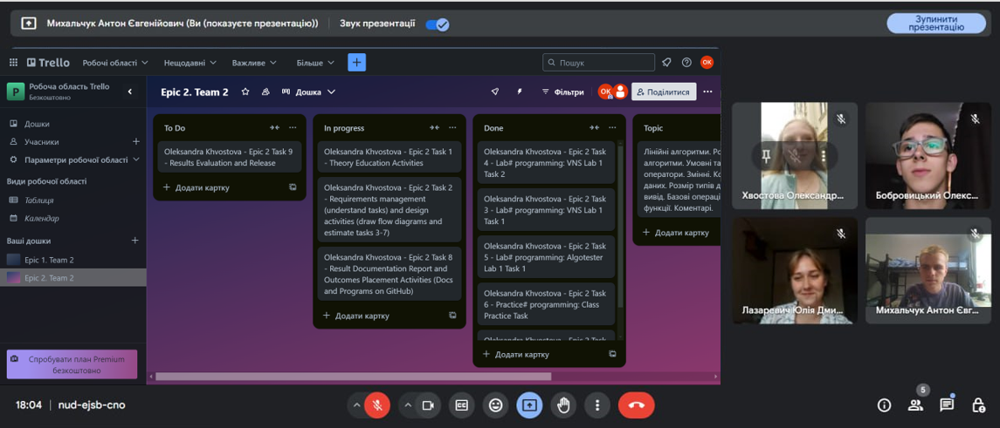 Михальчук Антон Євгенійович (Ви (показуєте презентацію))
Звук презентації
Зупинити
презентацію
Trello
Робочі області
Нещодавні
Важливе
Більше
Пошук
OK
P
Робоча область Trello
Безкоштовно
Epic 2. Team 2
Дошка
Фільтри
OK
Поділитися
Дошки
Учасники
Параметри робочої області
Види робочої області
Таблиця
Календар
Ваші дошки
Epic 1. Team 2
Epic 2. Team 2
Спробувати план Premium
безкоштовно
To Do
Oleksandra Khvostova - Epic 2 Task 9
- Results Evaluation and Release
Додати картку
In progress
Oleksandra Khvostova - Epic 2 Task 1
- Theory Education Activities
Oleksandra Khvostova - Epic 2 Task 2
- Requirements management
(understand tasks) and design
activities (draw flow diagrams and
estimate tasks 3-7)
Oleksandra Khvostova - Epic 2 Task 8
- Result Documentation Report and
Outcomes Placement Activities (Docs
and Programs on GitHub)
Додати картку
Done
Oleksandra Khvostova - Epic 2 Task
4 - Lab# programming: VNS Lab 1
Task 2
Oleksandra Khvostova - Epic 2 Task
3 - Lab# programming: VNS Lab 1
Task 1
Oleksandra Khvostova - Epic 2 Task
5 - Lab# programming: Algotester
Lab 1 Task 1
Oleksandra Khvostova - Epic 2 Task
6 - Practice# programming: Class
Practice Task
Oleksandra Khvostova - Epic 2 Task
Додати картку
Topic
Лінійні алгоритми. Ро
алгоритми. Умовні та
оператори. Змінні. Ко
даних. Розмір типів д
вивід. Базові операці
функції. Коментарі.
Додати картку
Хвостова Олександр...
Бобровицький Олекс...
Лазаревич Юлія Дми...
Михальчук Антон Євг...
18:04 | nud-ejsb-cno
5